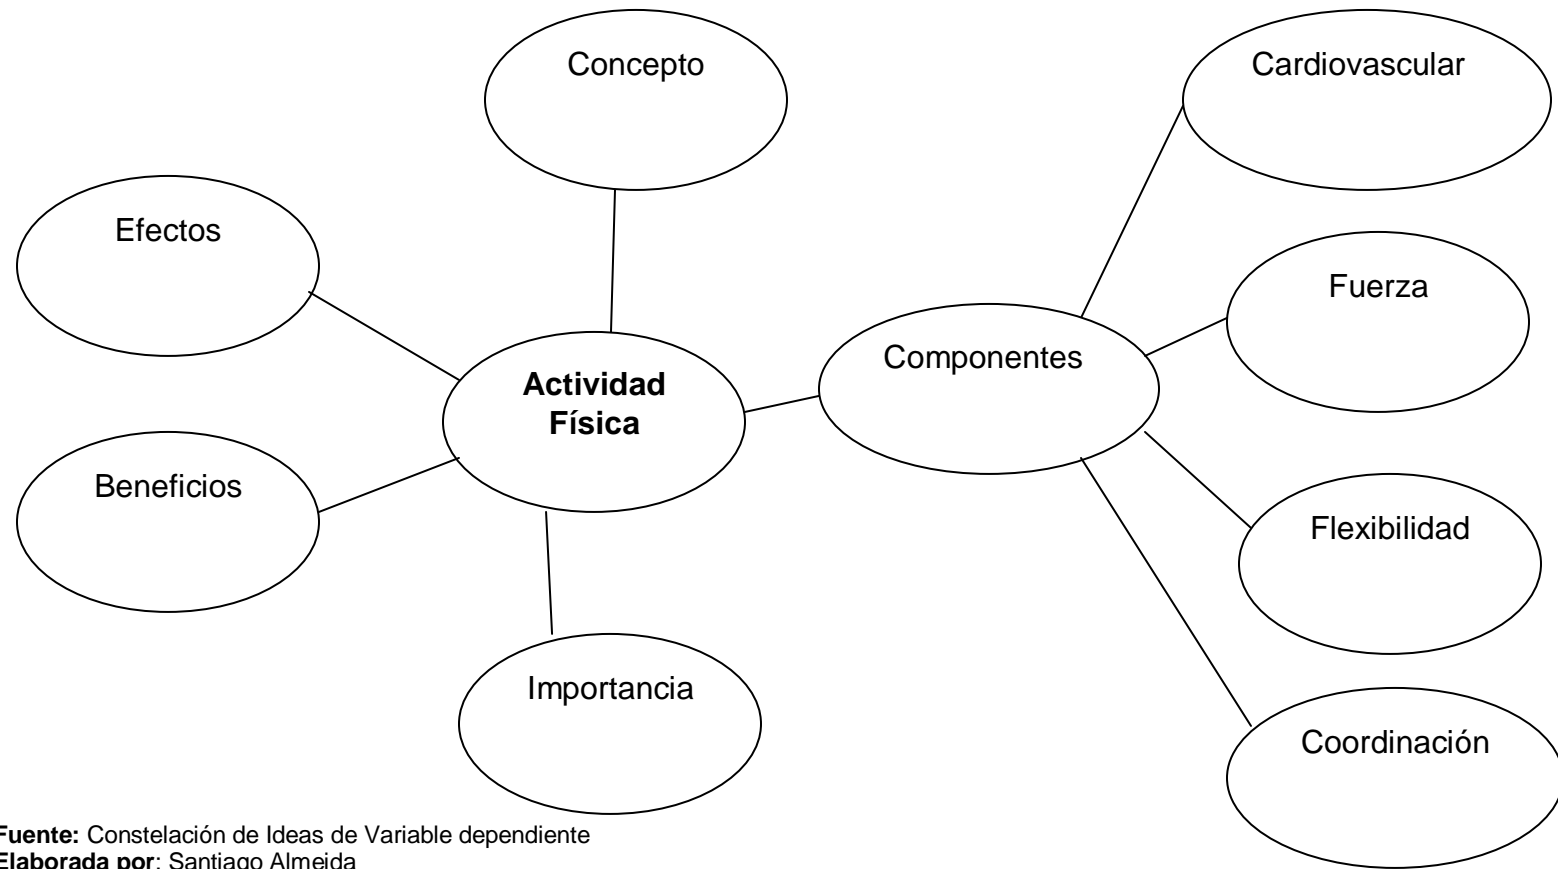 Concepto
Cardiovascular
Efectos
Fuerza
Componentes
Actividad
Física
Beneficios
Flexibilidad
Importancia
Coordinación
Fuente: Constelación de Ideas de Variable dependiente
Elaborada por: Santiago Almeida